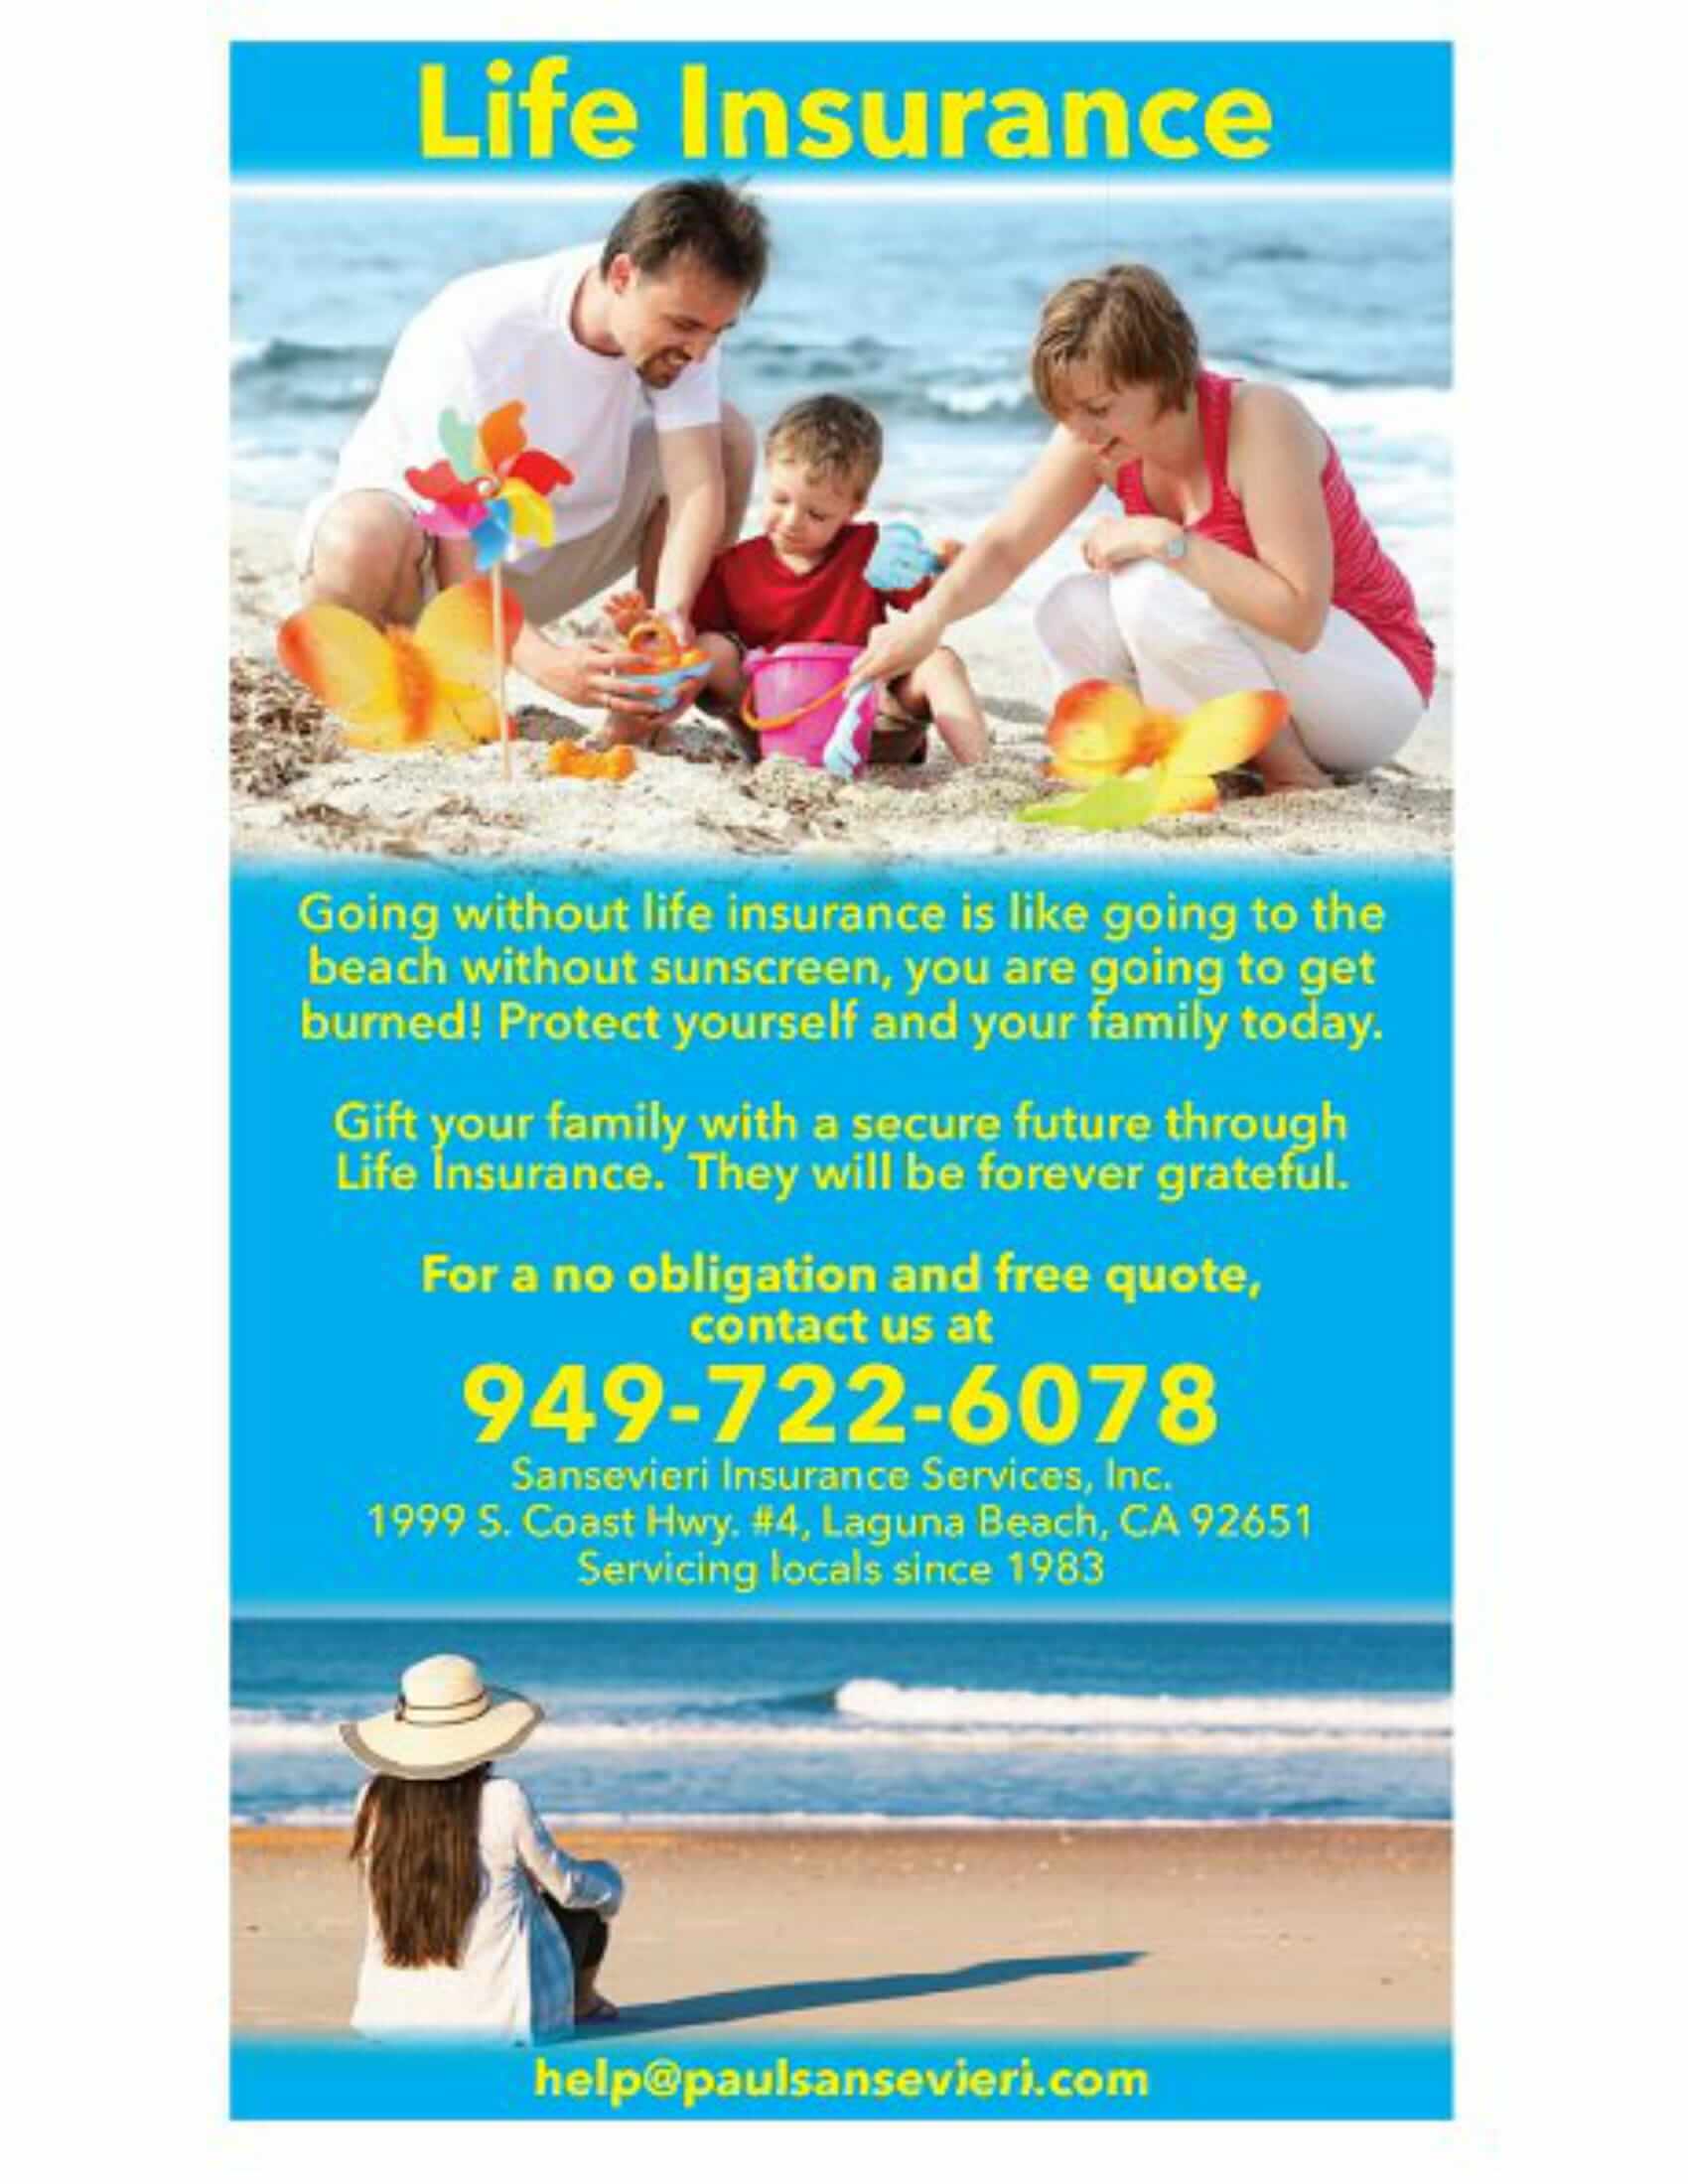 Life Insurance
Going without life insurance is like going to the
beach without sunscreen, you are going to get
burned! Protect yourself and your family today.
Gift your family with a secure future through
Life Insurance. They will be forever grateful.
For a no obligation and free quote,
contact us at
949-722-6078
Sansevieri Insurance Services, Inc.
1999 S. Coast Hwy. #4, Laguna Beach, CA 92651
Servicing locals since 1983
help@paulsansevieri.com